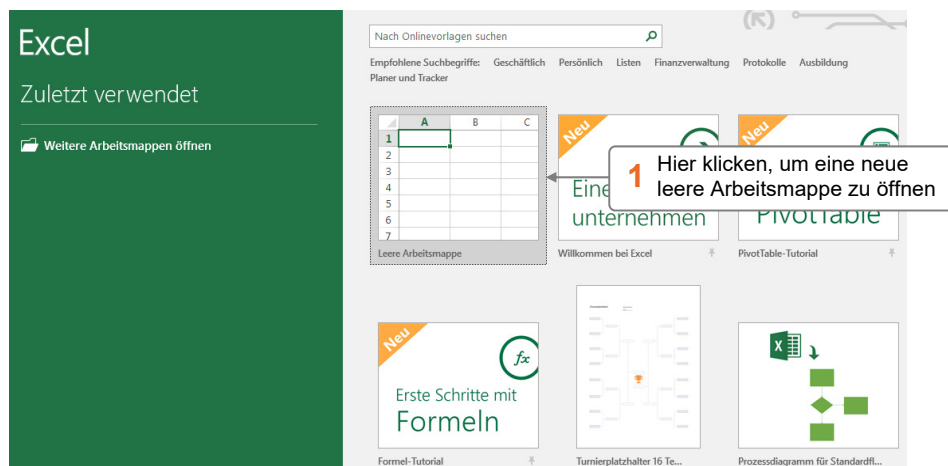 Excel
Zuletzt verwendet
Weitere Arbeitsmappen öffnen
Nach Onlinevorlagen suchen
Empfohlene Suchbegriffe: Geschäftlich Persönlich Listen Finanzverwaltung Protokolle Ausbildung
Planer und Tracker
A B C
1
2
3
4
5
6
7
Leere Arbeitsmappe
Neu
Eine
unternehmen
Willkommen bei Excel
Neu
PivotTable
PivotTable-Tutorial
1 Hier klicken, um eine neue
leere Arbeitsmappe zu öffnen
Neu
fx
Erste Schritte mit
Formeln
Formel-Tutorial
Turnierplatzhalter 16 Te...
X
Prozessdiagramm für Standardfl...